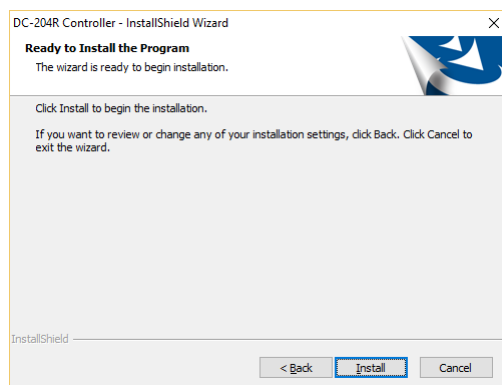 DC-204R Controller - InstallShield Wizard
Ready to Install the Program
The wizard is ready to begin installation.
Click Install to begin the installation.
If you want to review or change any of your installation settings, click Back. Click Cancel to
exit the wizard.
InstallShield
< Back
Install
Cancel